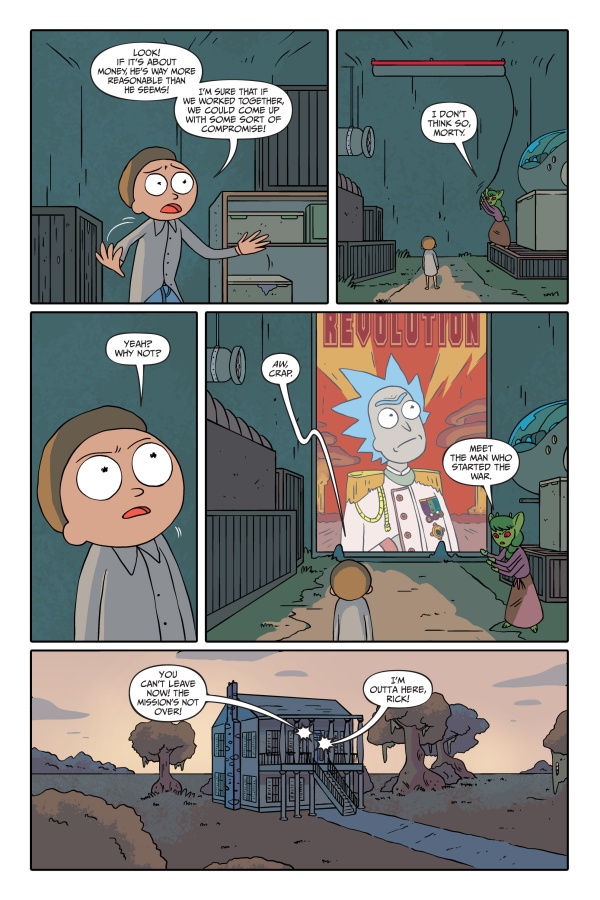 LOOK!
IF IT'S ABOUT
MONEY, HE'S WAY MORE
REASONABLE THAN
HE SEEMS!
I'M SURE THAT IF
WE WORKED TOGETHER,
WE COULD COME UP
WITH SOME SORT OF
COMPROMISE!
I DON'T
THINK SO,
MORTY.
YEAH?
WHY NOT?
REVOLUTION
AW,
CRAP.
MEET
THE MAN WHO
STARTED THE
WAR.
YOU
CAN'T LEAVE
NOW! THE
MISSION'S NOT
OVER!
I'M
OUTTA HERE,
RICK!